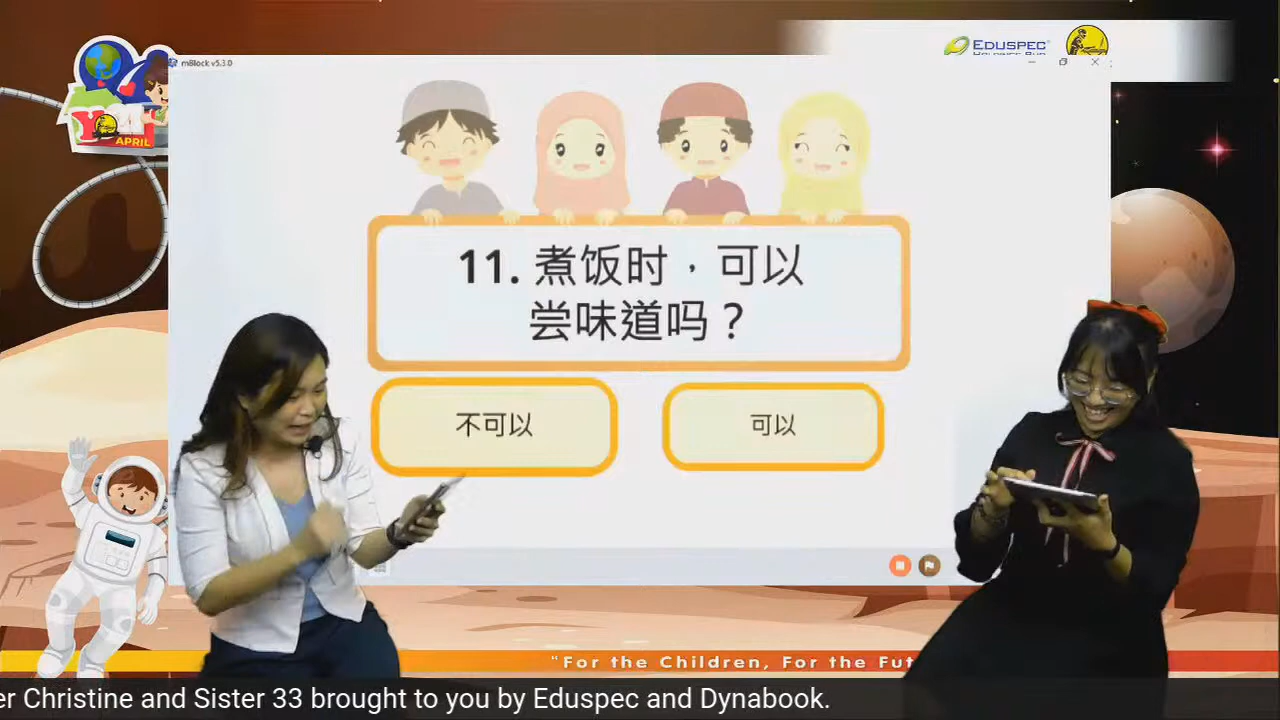 EDUSPEC
mBlock v5.3.0
APRIL
11. 煮饭时，可以
尝味道吗？
不可以
可以
"For the Children, For the Fut
er Christine and Sister 33 brought to you by Eduspec and Dynabook.